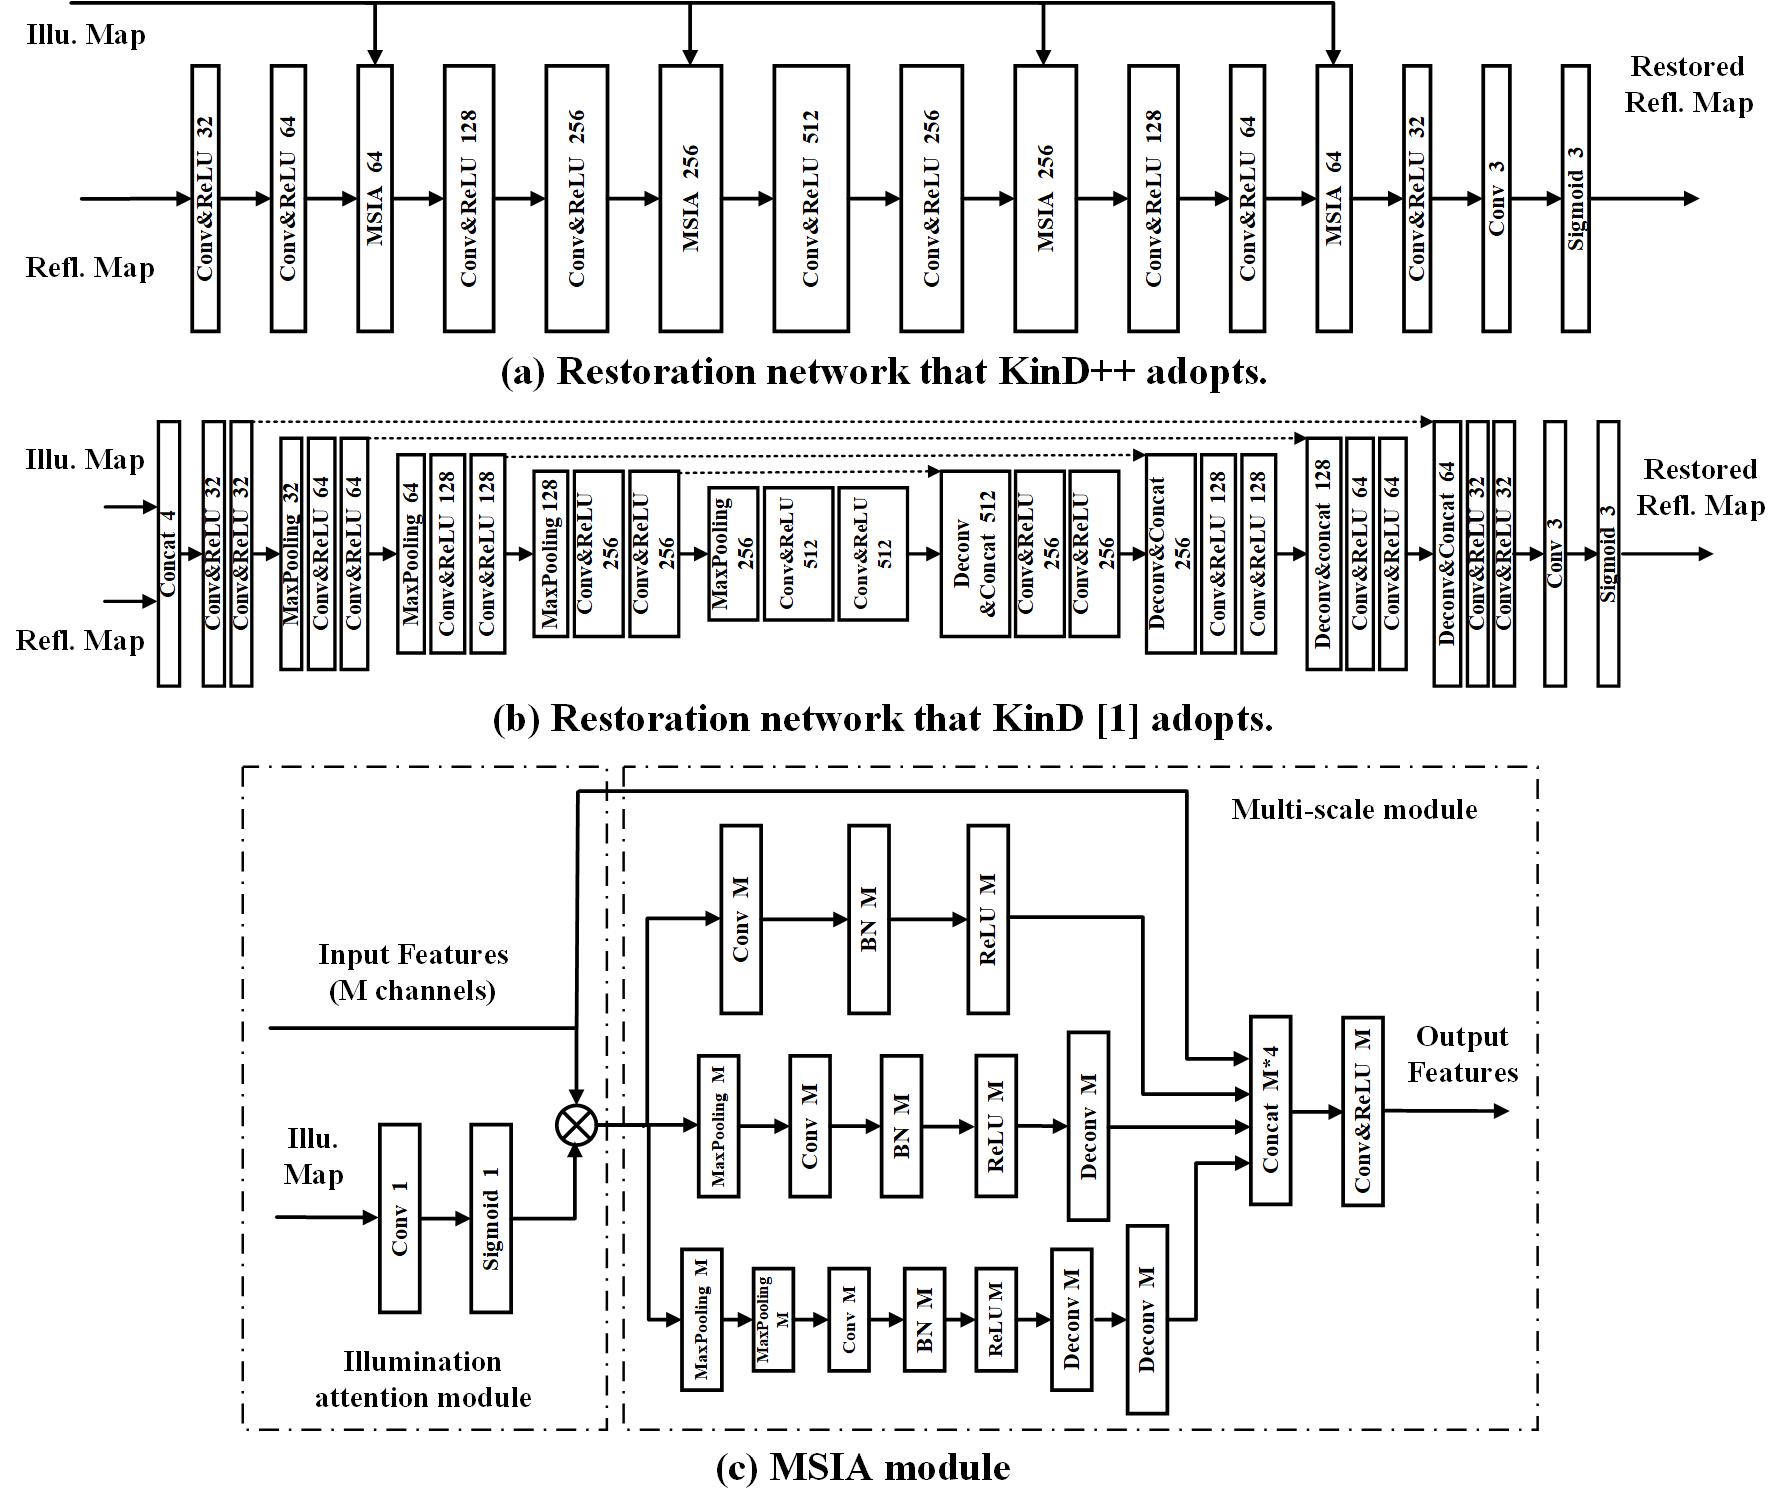 Illu. Map
Refl. Map
Conv&ReLU 32
Conv&ReLU 64
MSIA 64
Conv&ReLU 128
Conv&ReLU 256
MSIA 256
Conv&ReLU 512
Conv&ReLU 256
MSIA 256
Conv&ReLU 128
Conv&ReLU 64
MSIA 64
Conv&ReLU 32
Conv 3
Sigmoid 3
Restored
Refl. Map
(a) Restoration network that KinD++ adopts.
Illu. Map
Refl. Map
Concat 4
Conv&ReLU 32
Conv&ReLU 32
MaxPooling 32
Conv&ReLU 64
Conv&ReLU 64
MaxPooling 64
Conv&ReLU 128
Conv&ReLU 128
MaxPooling 128
Conv&ReLU
256
Conv&ReLU
256
MaxPooling
256
Conv&ReLU
512
Conv&ReLU
512
Deconv
&Concat 512
Conv&ReLU
256
Conv&ReLU
256
Deconv&Concat
256
Conv&ReLU 128
Conv&ReLU 128
Deconv&concat 128
Conv&ReLU 64
Conv&ReLU 64
Deconv&Concat 64
Conv&ReLU 32
Conv&ReLU 32
Conv 3
Sigmoid 3
Restored
Refl. Map
(b) Restoration network that KinD [1] adopts.
Input Features
(M channels)
Illu.
Map
Conv 1
Sigmoid 1
Illumination
attention module
Multi-scale module
Conv M
BN M
ReLU M
MaxPooling M
Conv M
BN M
ReLU M
Deconv M
MaxPooling M
MaxPooling
M
Conv M
BN M
ReLU M
Deconv M
Deconv M
Concat M*4
Conv&ReLU M
Output
Features
(c) MSIA module